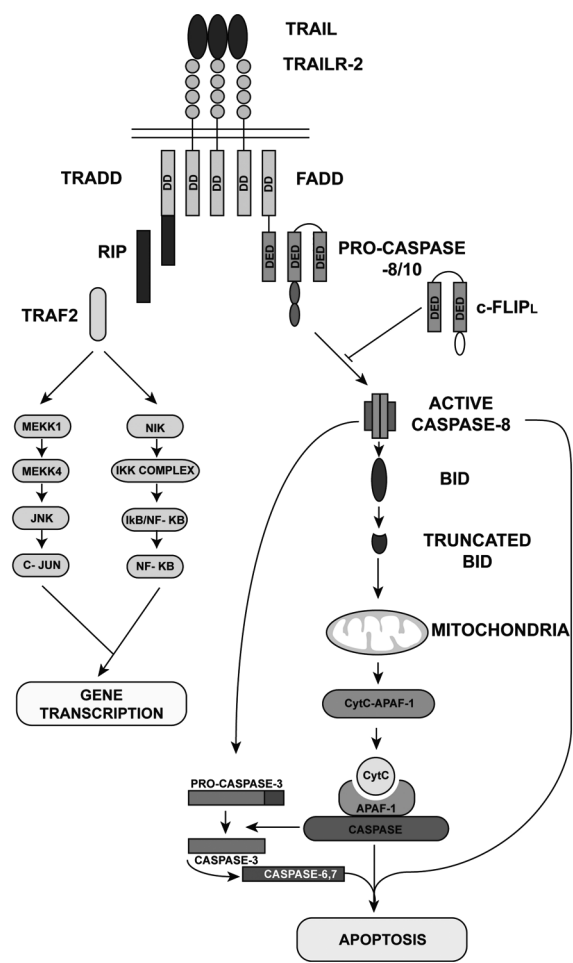 TRAIL
TRAILR-2
TRADD
DD
DD
DD
DD
DD
FADD
RIP
DED
DED
DED
PRO-CASPASE
-8/10
DED
DED
c-FLIPL
TRAF2
MEKK1
MEKK4
JNK
C- JUN
NIK
IKK COMPLEX
IkB/NF- KB
NF- KB
GENE
TRANSCRIPTION
ACTIVE
CASPASE-8
BID
TRUNCATED
BID
MITOCHONDRIA
CytC-APAF-1
CytC
APAF-1
CASPASE
PRO-CASPASE-3
CASPASE-3
CASPASE-6,7
APOPTOSIS